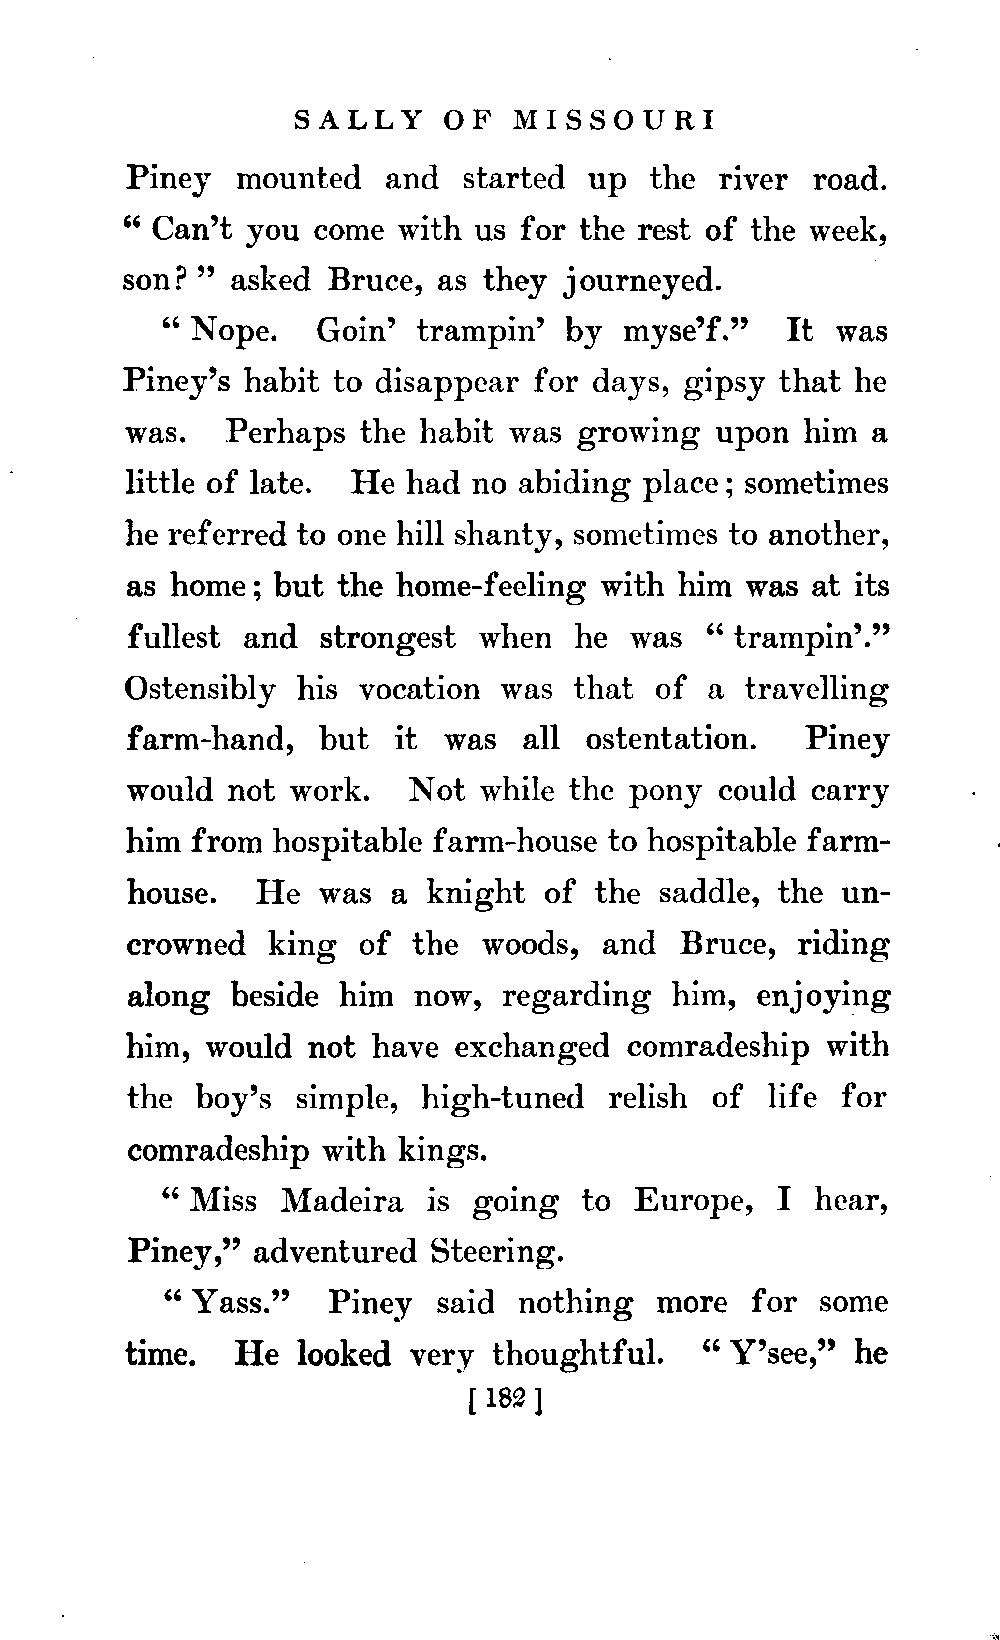 SALLY OF MISSOURI
Piney mounted and started up the river road.
“ Can’t you come with us for the rest of the week,
son? ” asked Bruce, as they journeyed.
“ Nope. Goin’ trampin’ by myse’f.” It was
Piney’s habit to disappear for days, gipsy that he
was. Perhaps the habit was growing upon him a
little of late. He had no abiding place; sometimes
he referred to one hill shanty, sometimes to another,
as home; but the home-feeling with him was at its
fullest and strongest when he was “ trampin’.”
Ostensibly his vocation was that of a travelling
farm-hand, but it was all ostentation. Piney
would not work. Not while the pony could carry
him from hospitable farm-house to hospitable farm-
house. He was a knight of the saddle, the un-
crowned king of the woods, and Bruce, riding
along beside him now, regarding him, enjoying
him, would not have exchanged comradeship with
the boy’s simple, high-tuned relish of life for
comradeship with kings.
“ Miss Madeira is going to Europe, I hear,
Piney,” adventured Steering.
“ Yass.” Piney said nothing more for some
time. He looked very thoughtful. “ Y’see,” he
[ 182 ]